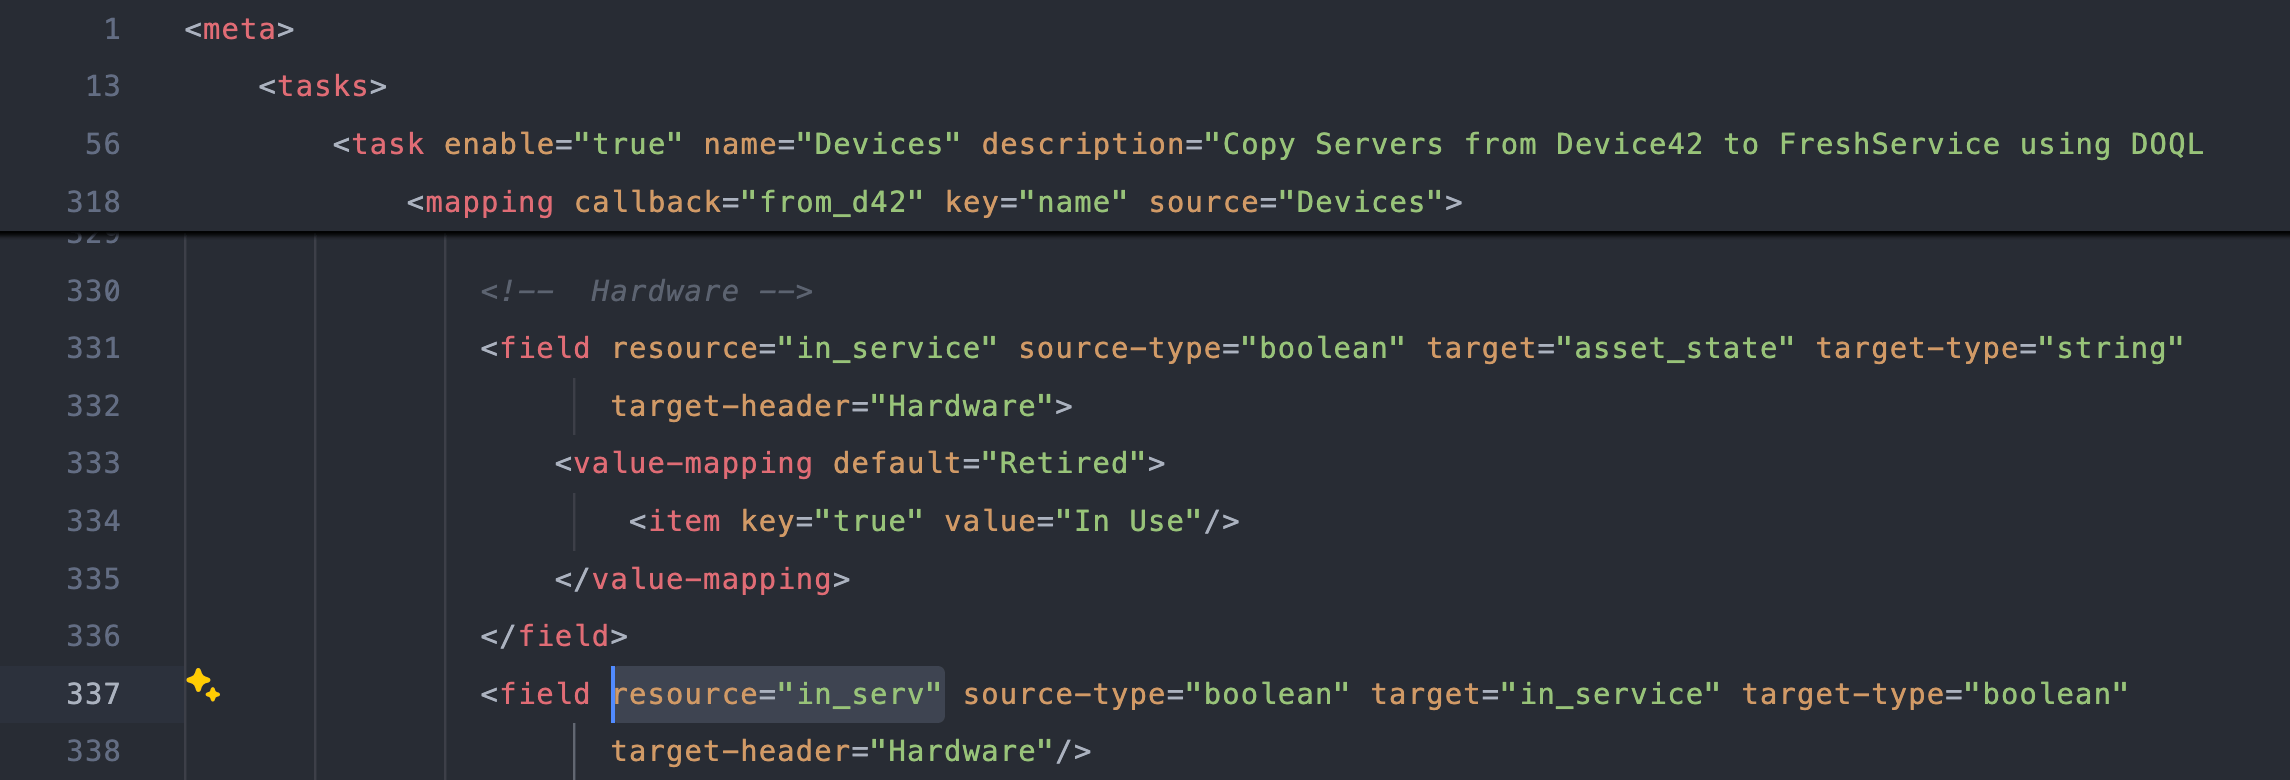 1 <meta>
13 <tasks>
56 <task enable="true" name="Devices" description="Copy Servers from Device42 to FreshService using DOQL
318 <mapping callback="from_d42" key="name" source="Devices">
329
330 <!--  Hardware -->
331 <field resource="in_service" source-type="boolean" target="asset_state" target-type="string"
332 target-header="Hardware">
333 <value-mapping default="Retired">
334 <item key="true" value="In Use"/>
335 </value-mapping>
336 </field>
337 <field resource="in_serv" source-type="boolean" target="in_service" target-type="boolean"
338 target-header="Hardware"/>